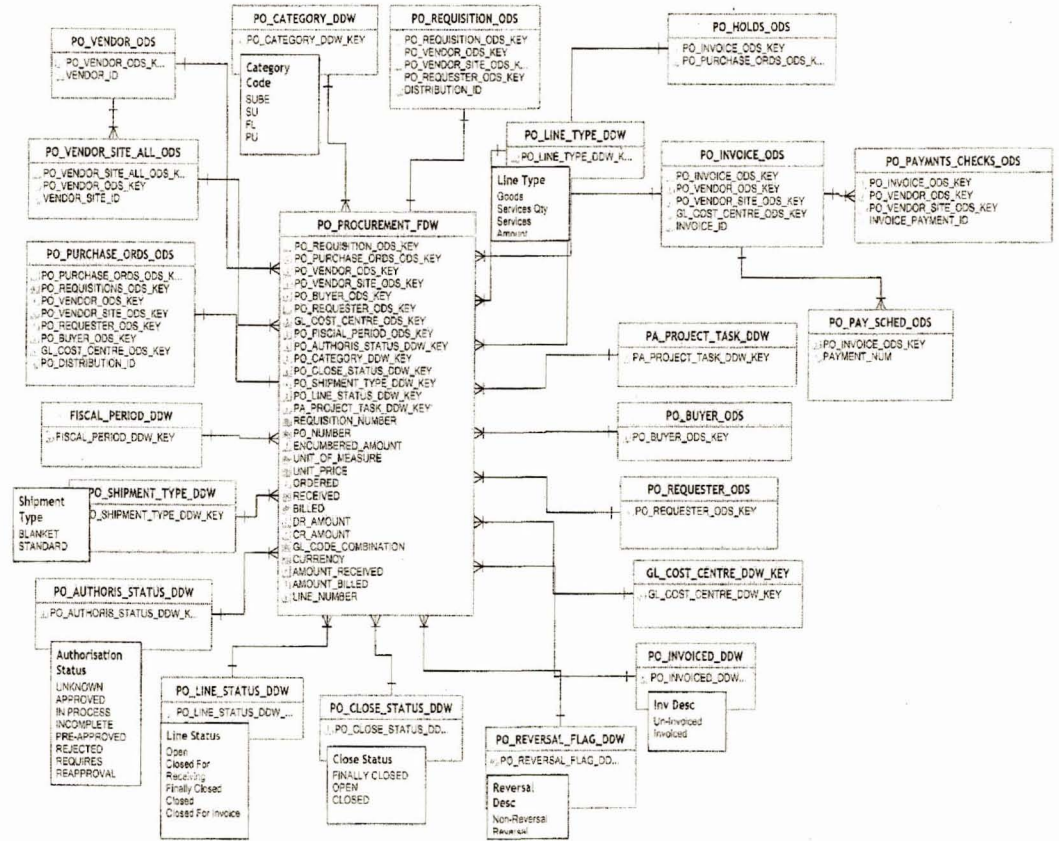 PO_VENDOR_ODS
PO_VENDOR_ODS_K...
VENDOR_ID
PO_CATEGORY_DDW
PO_CATEGORY_DDW_KEY
Category
Code
SUBE
SU
FL
PU
PO_REQUISITION_ODS
PO_REQUISITION_ODS_KEY
PO_VENDOR_ODS_KEY
PO_VENDOR_SITE_ODS_K...
PO_REQUESTER_ODS_KEY
DISTRIBUTION_ID
PO_HOLDS_ODS
PO_INVOICE_ODS_KEY
PO_PURCHASE_ORDS_ODS_K...
PO_VENDOR_SITE_ALL_ODS
PO_VENDOR_SITE_ALL_ODS_K...
PO_VENDOR_ODS_KEY
VENDOR_SITE_ID
PO_LINE_TYPE_DDW
PO_LINE_TYPE_DDW_K...
Line Type
Goods
Services Qty
Services
Amount
PO_INVOICE_ODS
PO_INVOICE_ODS_KEY
PO_VENDOR_ODS_KEY
PO_VENDOR_SITE_ODS_KEY
GL_COST_CENTRE_ODS_KEY
INVOICE_ID
PO_PAYMNTS_CHECKS_ODS
PO_INVOICE_ODS_KEY
PO_VENDOR_ODS_KEY
PO_VENDOR_SITE_ODS_KEY
INVOICE_PAYMENT_ID
PO_PROCUREMENT_FDW
PO_REQUISITION_ODS_KEY
PO_PURCHASE_ORDS_ODS_KEY
PO_VENDOR_ODS_KEY
PO_VENDOR_SITE_ODS_KEY
PO_BUYER_ODS_KEY
PO_REQUESTER_ODS_KEY
GL_COST_CENTRE_ODS_KEY
PO_FISCIAL_PERIOD_ODS_KEY
PO_AUTHORIS_STATUS_DDW_KEY
PO_CATEGORY_DDW_KEY
PO_CLOSE_STATUS_DDW_KEY
PO_SHIPMENT_TYPE_DDW_KEY
PO_LINE_STATUS_DDW_KEY
PA_PROJECT_TASK_DDW_KEY
REQUISITION_NUMBER
PO_NUMBER
ENCUMBERED_AMOUNT
UNIT_OF_MEASURE
UNIT_PRICE
ORDERED
RECEIVED
BILLED
DR_AMOUNT
CR_AMOUNT
GL_CODE_COMBINATION
CURRENCY
AMOUNT_RECEIVED
AMOUNT_BILLED
LINE_NUMBER
PO_PURCHASE_ORDS_ODS
PO_PURCHASE_ORDS_ODS_K...
PO_REQUISITIONS_ODS_KEY
PO_VENDOR_ODS_KEY
PO_VENDOR_SITE_ODS_KEY
PO_REQUESTER_ODS_KEY
PO_BUYER_ODS_KEY
GL_COST_CENTRE_ODS_KEY
PO_DISTRIBUTION_ID
PO_PAY_SCHED_ODS
PO_INVOICE_ODS_KEY
PAYMENT_NUM
PA_PROJECT_TASK_DDW
PA_PROJECT_TASK_DDW_KEY
FISCAL_PERIOD_DDW
FISCAL_PERIOD_DDW_KEY
PO_BUYER_ODS
PO_BUYER_ODS_KEY
PO_SHIPMENT_TYPE_DDW
O_SHIPMENT_TYPE_DDW_KEY
Shipment
Type
BLANKET
STANDARD
PO_REQUESTER_ODS
PO_REQUESTER_ODS_KEY
PO_AUTHORIS_STATUS_DDW
PO_AUTHORIS_STATUS_DDW_K...
Authorisation
Status
UNKNOWN
APPROVED
IN PROCESS
INCOMPLETE
PRE-APPROVED
REJECTED
REQUIRES
REAPPROVAL
GL_COST_CENTRE_DDW_KEY
GL_COST_CENTRE_DDW_KEY
PO_LINE_STATUS_DDW
PO_LINE_STATUS_DDW_...
Line Status
Open
Closed For
Receiving
Finally Closed
Closed
Closed For Invoice
PO_CLOSE_STATUS_DDW
PO_CLOSE_STATUS_DD...
Close Status
FINALLY CLOSED
OPEN
CLOSED
PO_REVERSAL_FLAG_DDW
PO_REVERSAL_FLAG_DD...
Reversal
Desc
Non-Reversal
Reversal
PO_INVOICED_DDW
PO_INVOICED_DDW...
Inv Desc
Un-Invoiced
Invoiced